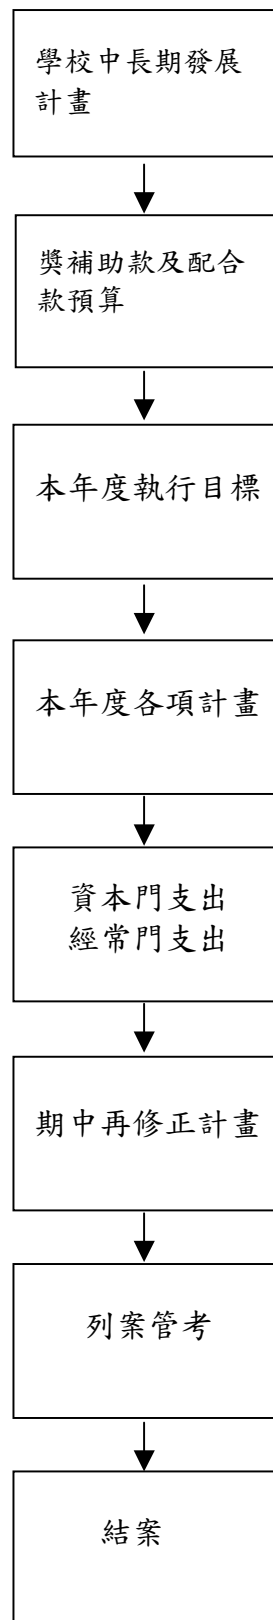 學校中長期發展
計畫
獎補助款及配合
款預算
本年度執行目標
本年度各項計畫
資本門支出
經常門支出
期中再修正計畫
列案管考
結案